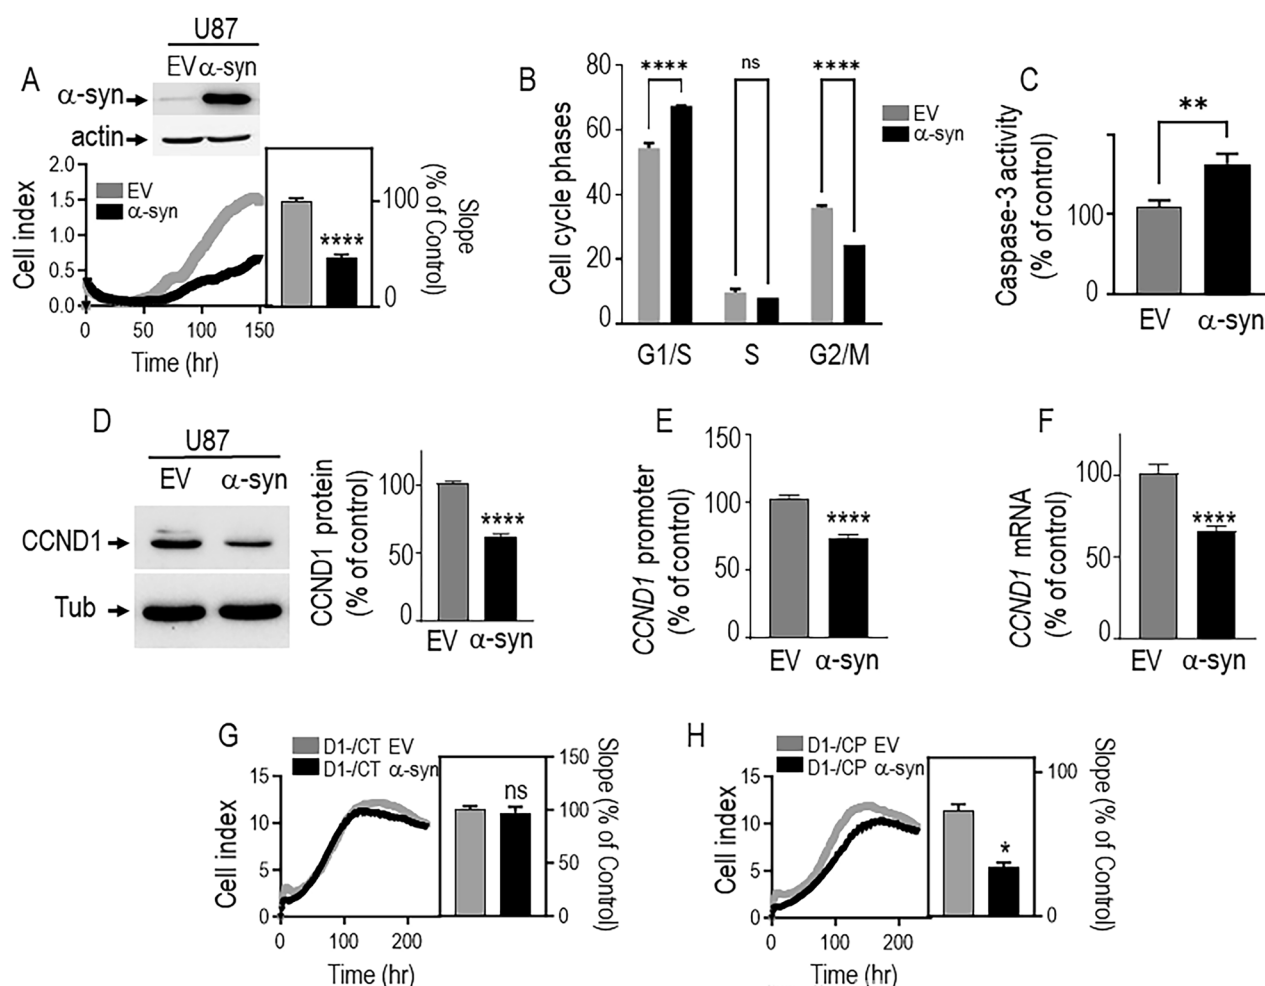 A
U87
EV α-syn
α-syn
actin
2.0
1.5
1.0
0.5
0.0
Cell index
EV
α-syn
0 50 100 150
Time (hr)
****
100
0
Slope
(% of Control)
B
80
60
40
20
0
Cell cycle phases
**** ns ****
EV
α-syn
G1/S S G2/M
C
Caspase-3 activity
(% of control)
100
0
**
EV α-syn
D
U87
EV α-syn
CCND1
Tub
CCND1 protein
(% of control)
100
50
0
****
EV α-syn
E
CCND1 promoter
(% of control)
150
100
50
0
****
EV α-syn
F
CCND1 mRNA
(% of control)
100
50
0
****
EV α-syn
G
D1-/CT EV
D1-/CT α-syn
15
10
5
0
Cell index
0 100 200
Time (hr)
ns
150
100
50
0
Slope (% of Control)
H
D1-/CP EV
D1-/CP α-syn
15
10
5
0
Cell index
0 100 200
Time (hr)
*
100
0
Slope (% of Control)